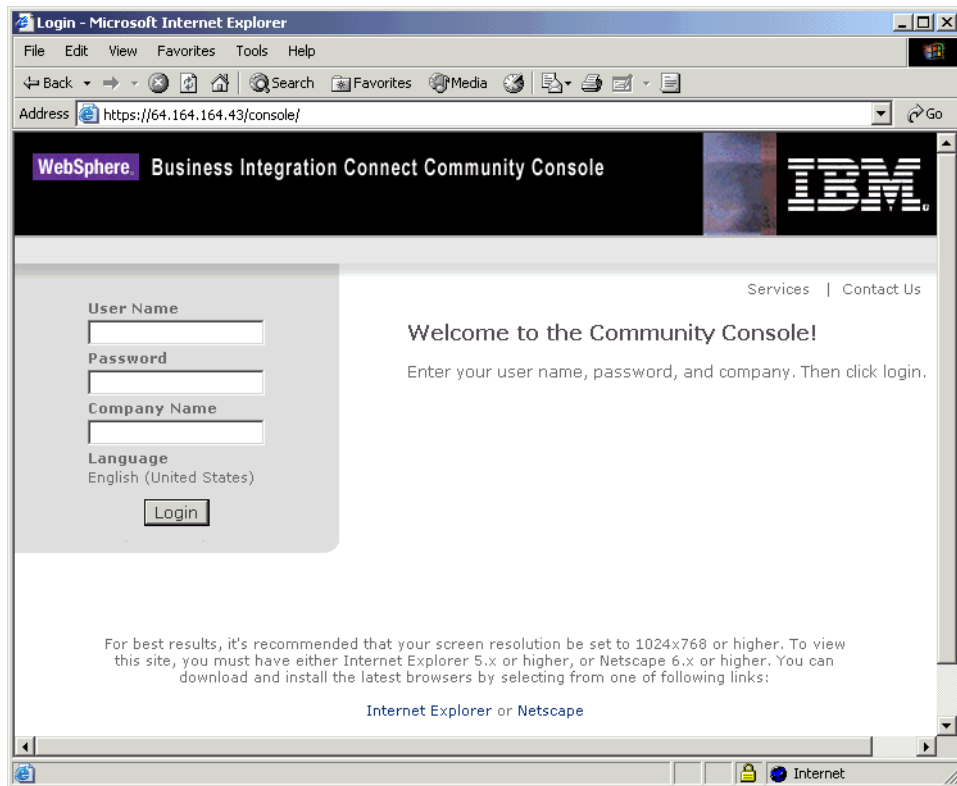 Login - Microsoft Internet Explorer
File Edit View Favorites Tools Help
Back Search Favorites Media
Address https://64.164.164.43/console/ Go
WebSphere. Business Integration Connect Community Console IBM
Services | Contact Us
User Name
Welcome to the Community Console!
Password
Enter your user name, password, and company. Then click login.
Company Name
Language
English (United States)
Login
For best results, it's recommended that your screen resolution be set to 1024x768 or higher. To view
this site, you must have either Internet Explorer 5.x or higher, or Netscape 6.x or higher. You can
download and install the latest browsers by selecting from one of following links:
Internet Explorer or Netscape
Internet